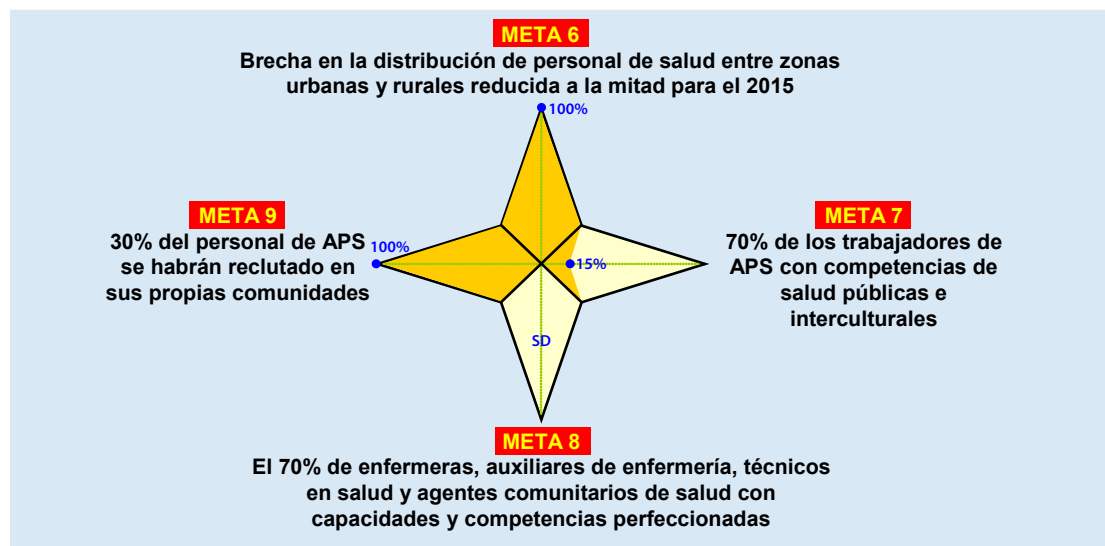 META 6
Brecha en la distribución de personal de salud entre zonas
urbanas y rurales reducida a la mitad para el 2015
100%
META 9
30% del personal de APS
se habrán reclutado en
sus propias comunidades
100%
META 7
70% de los trabajadores de
APS con competencias de
salud públicas e
interculturales
15%
SD
META 8
El 70% de enfermeras, auxiliares de enfermería, técnicos
en salud y agentes comunitarios de salud con
capacidades y competencias perfeccionadas